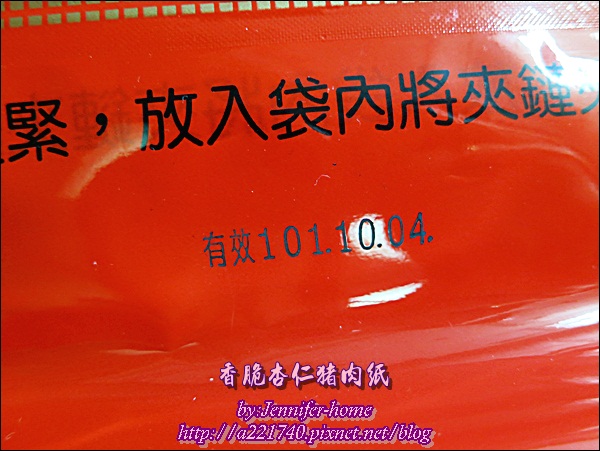 緊，放入袋內將夾鏈
有效101.10.04.
香脆杏仁豬肉紙
by:Jennifer-home
http://a221740.pixnet.net/blog